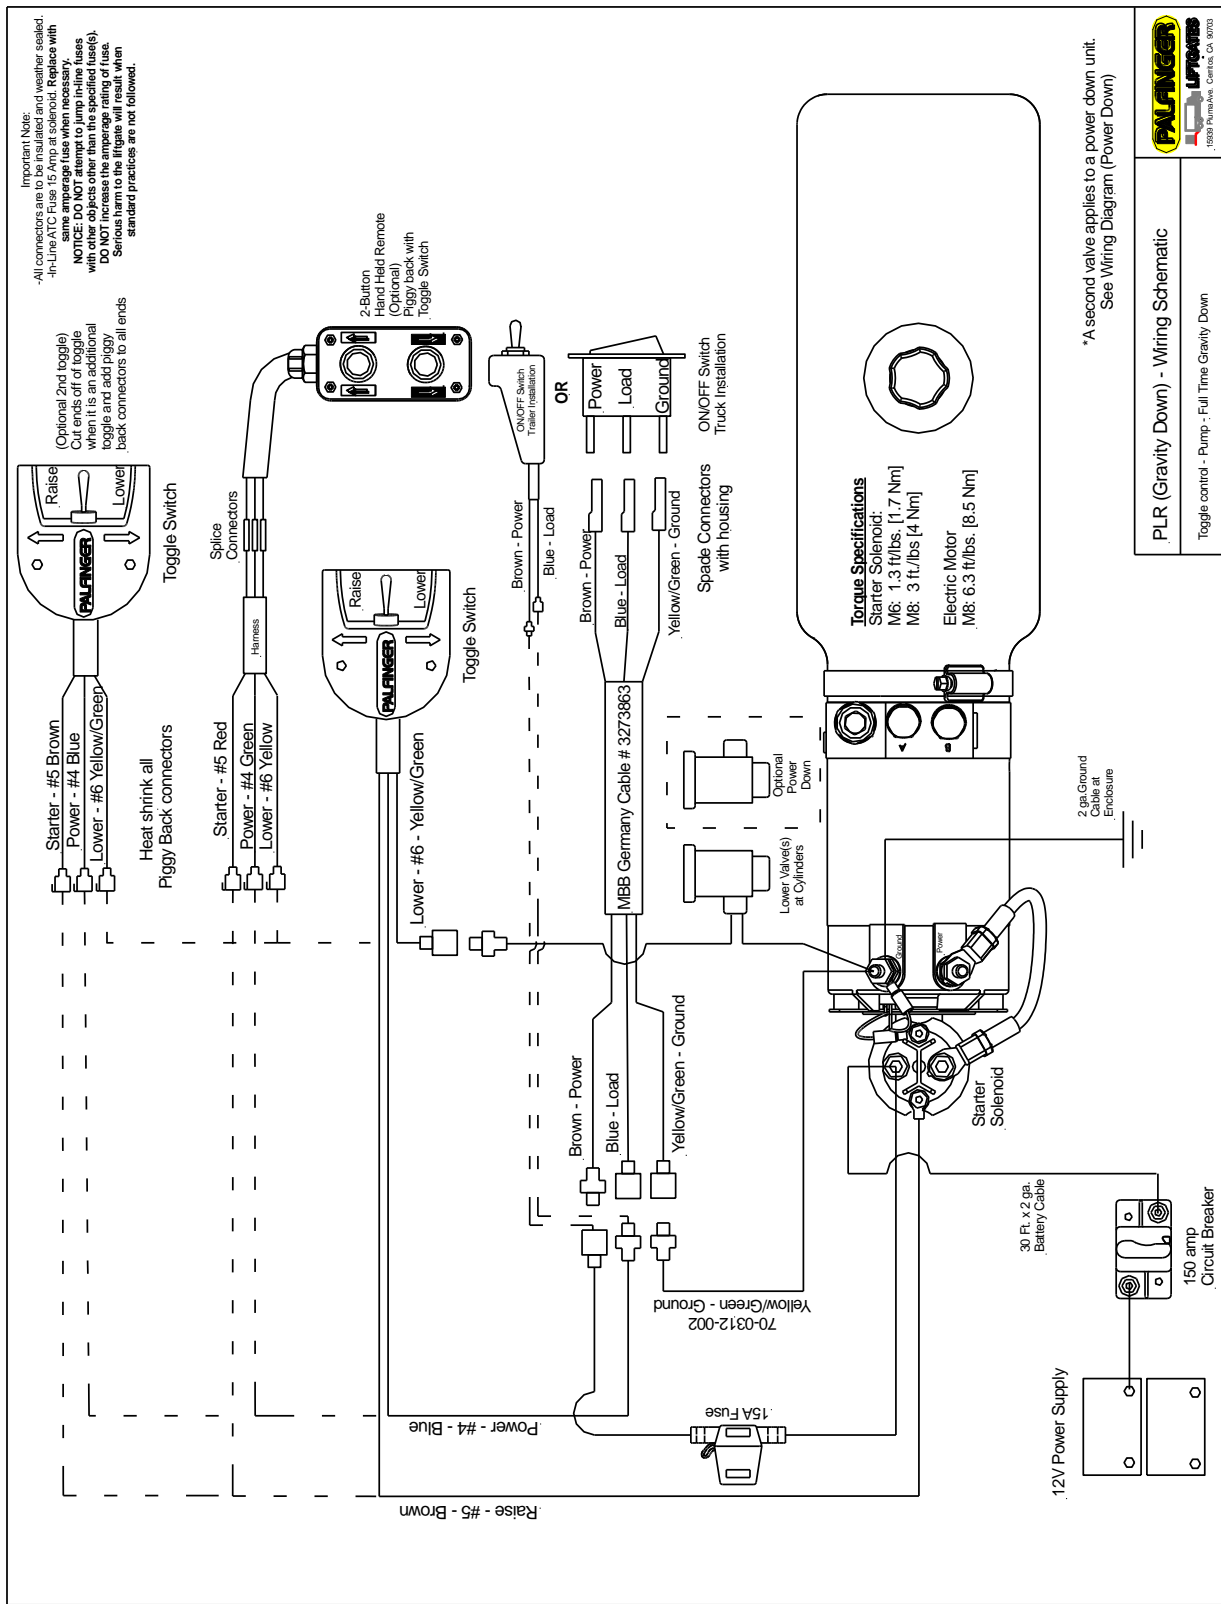 Important Note:
-All connectors are to be insulated and weather sealed.
-In-Line ATC Fuse 15 Amp at solenoid. Replace with
same amperage fuse when necessary.
NOTICE: DO NOT attempt to jump in-line fuses
with other objects other than the specified fuse(s).
DO NOT increase the amperage rating of fuse.
Serious harm to the liftgate will result when
standard practices are not followed.
(Optional 2nd toggle)
Cut ends off of toggle
when it is an additional
toggle and add piggy
back connectors to all ends
Raise
Lower
PALFINGER
Toggle Switch
Starter - #5 Brown
Power - #4 Blue
Lower - #6 Yellow/Green
Heat shrink all
Piggy Back connectors
2-Button
Hand Held Remote
(Optional)
Piggy back with
Toggle Switch
Splice
Connectors
Harness
Starter - #5 Red
Power - #4 Green
Lower - #6 Yellow
Raise
Lower
PALFINGER
Toggle Switch
Lower - #6 - Yellow/Green
ON/OFF Switch
Trailer Installation
Brown - Power
Blue - Load
OR
Power
Load
Ground
ON/OFF Switch
Truck Installation
Spade Connectors
with housing
Brown - Power
Blue - Load
Yellow/Green - Ground
MBB Germany Cable # 3273863
Brown - Power
Blue - Load
Yellow/Green - Ground
Optional
Power
Down
Lower Valve(s)
at Cylinders
Torque Specifications
Starter Solenoid:
M6: 1.3 ft/lbs. [1.7 Nm]
M8: 3 ft./lbs [4 Nm]
Electric Motor
M8: 6.3 ft/lbs. [8.5 Nm]
A
B
2 ga.Ground
Cable at
Enclosure
Ground
Power
Starter
Solenoid
30 Ft. x 2 ga.
Battery Cable
150 amp
Circuit Breaker
12V Power Supply
70-0312-002
Yellow/Green - Ground
15A Fuse
Power - #4 - Blue
Raise - #5 - Brown
*A second valve applies to a power down unit.
See Wiring Diagram (Power Down)
PLR (Gravity Down) - Wiring Schematic
Toggle control - Pump - Full Time Gravity Down
PALFINGER
LIFTGATES
15939 Piuma Ave. Cerritos, CA 90703